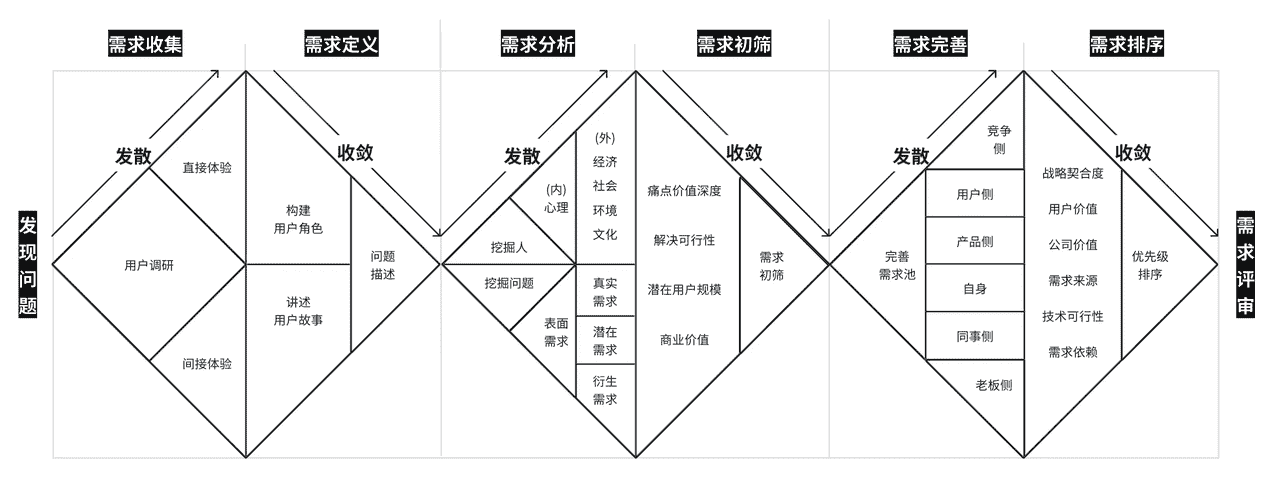 需求收集
需求定义
需求分析
需求初筛
需求完善
需求排序
发
现
问
题
发散
直接体验
用户调研
间接体验
收敛
构建
用户角色
讲述
用户故事
问题
描述
发散
(外)
经济
社会
环境
文化
(内)
心理
挖掘人
挖掘问题
表面
需求
真实
需求
潜在
需求
衍生
需求
收敛
痛点价值深度
解决可行性
潜在用户规模
商业价值
需求
初筛
发散
竞争
侧
用户侧
产品侧
自身
同事侧
老板侧
完善
需求池
收敛
战略契合度
用户价值
公司价值
需求来源
技术可行性
需求依赖
优先级
排序
需
求
评
审